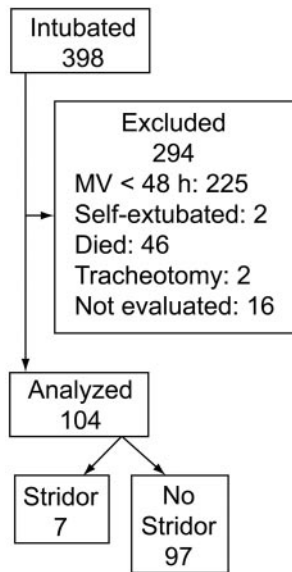 Intubated
398
Excluded
294
MV < 48 h: 225
Self-extubated: 2
Died: 46
Tracheotomy: 2
Not evaluated: 16
Analyzed
104
Stridor
7
No
Stridor
97